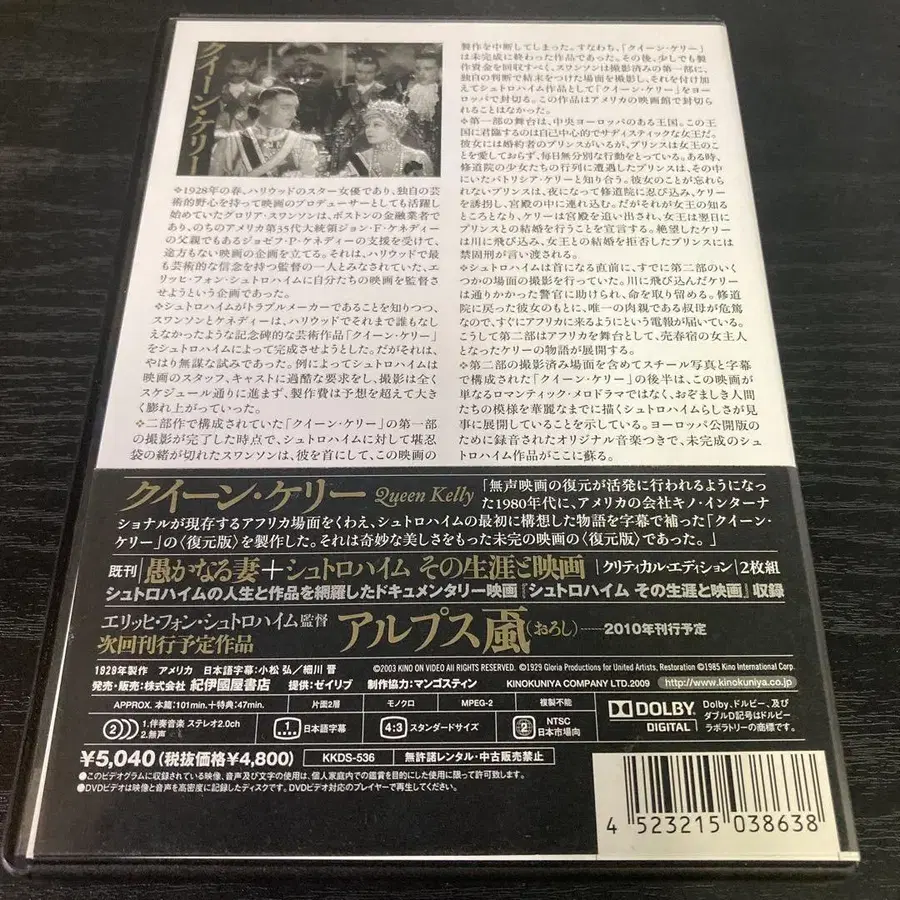 クイーン・ケリー
❖1928年の春、ハリウッドのスター女優であり、独自の芸
術的野心を持って映画のプロデューサーとしても活躍し
始めていたグロリア・スワンソンは、ボストンの金融業者で
あり、のちのアメリカ第35代大統領ジョン・F・ケネディー
の父親でもあるジョゼフ・P・ケネディーの支援を受けて、
途方もない映画の企画を立てる。それは、ハリウッドで最
も芸術的な信念を持つ監督の一人とみなされていた、エ
リッヒ・フォン・シュトロハイムに自分たちの映画を監督さ
せようという企画であった。
❖シュトロハイムがトラブルメーカーであることを知りつつ、
スワンソンとケネディーは、ハリウッドでそれまで誰もなし
えなかったような記念碑的な芸術作品「クイーン・ケリー」
をシュトロハイムによって完成させようとした。だがそれは、
やはり無謀な試みであった。例によってシュトロハイムは
映画のスタッフ、キャストに過酷な要求をし、撮影は全く
スケジュール通りに進まず、製作費は予想を超えて大き
く膨れ上がっていった。
❖二部作で構成されていた「クイーン・ケリー」の第一部
の撮影が完了した時点で、シュトロハイムに対して堪忍
袋の緒が切れたスワンソンは、彼を首にして、この映画の
製作を中断してしまった。すなわち、「クイーン・ケリー」
は未完成に終わった作品である。その後。少しでも製
作資金を回収すべく、スワンソンは撮影済みの第一部に、
独自の判断で結末をつけた場面を撮影し、それを付け加
えてシュトロハイム作品として「クイーン・ケリー」をヨーロ
ッパで封切る。この作品はアメリカの映画館で封切ら
れることはなかった。
❖第一部の舞台は、中央ヨーロッパのある王国。この王
国に君臨するのは自己中心的でサディスティックな女王だ。
彼女には婚約者のプリンスがいるが、プリンスは女王のこ
とを愛しておらず、毎日無分別な行動をとっている。ある時、
修道院の少女たちの行列に遭遇したプリンスは、その中
にいたパトリシア・ケリーと知り合う。彼女のことが忘れら
れないプリンスは、夜になって修道院に忍び込み、ケリー
を誘拐し、宮殿の中に連れ込む。だがそれが女王の知る
ところとなり、ケリーは宮殿を追い出され、女王は翌日に
プリンスとの結婚を行うことを宣言する。絶望したケリー
は川に飛び込み、女王との結婚を拒否したプリンスには
禁固刑が言い渡される。
❖シュトロハイムは首になる直前に、すでに第二部のいく
つかの場面の撮影を行っていた。川に飛び込んだケリー
は通りかかった警官に助けられ、命を取り留める。修道
院に戻った彼女のもとに、唯一の肉親である叔母が危篤
なので、すぐにアフリカに来るようにという電報が届いている。
こうして第二部はアフリカを舞台として、売春宿の女主人
となったケリーの物語が展開する。
❖第二部の撮影済み場面を含めてスチール写真と字幕
で構成された「クイーン・ケリー」の後半は、この映画が
単なるロマンティック・メロドラマではなく、おぞましき人間
たちの模様を華麗なまでに描くシュトロハイムらしさが見
事に展開していることを示している。ヨーロッパ公開版の
ために録音されたオリジナル音楽つきで、未完成のシュ
トロハイム作品がここに蘇る。
クイーン・ケリー Queen Kelly 「無声映画の復元が活発に行われるようになっ
た1980年代に、アメリカの会社キノ・インターナ
ショナルが現存するアフリカ場面をくわえ、シュトロハイムの最初に構想した物語を字幕で補った「クイーン・
ケリー」の〈復元版〉を製作した。それは奇妙な美しさをもった未完の映画の〈復元版〉であった。」
既刊 愚かなる妻+シュトロハイム その生涯と映画 |クリティカル・エディション|2枚組
シュトロハイムの人生と作品を網羅したドキュメンタリー映画『シュトロハイム その生涯と映画』収録
エリッヒ・フォン・シュトロハイム監督
次回刊行予定作品 アルプス颪(おろし)——2010年刊行予定
1928年製作 アメリカ 日本語字幕:小松 弘/細川 晋
©2003 KINO ON VIDEO All RIGHTS RESERVED. ©1929 Gloria Productions for United Artists, Restoration ©1985 Kino International Corp.
発売・販売:株式会社 紀伊國屋書店 提供:ゼイリブ 制作協力:マンゴスティン KINOKUNIYA COMPANY LTD.2009 http://www.kinokuniya.co.jp
APPROX. 本篇:101min.+特典:47min. 片面2層 モノクロ MPEG-2 複製不能
2 1.伴奏音楽 ステレオ2.0ch
2.無声
1 日本語字幕
4:3 スタンダードサイズ
2 NTSC
日本市場向
DOLBY
DIGITAL
Dolby、ドルビー、及び
ダブルD記号はドルビー
ラボラトリーの商標です。
¥5,040(税抜価格¥4,800) KKDS-536 無許諾レンタル・中古販売禁止
●このビデオグラムに収録されている映像、音声及び文字の使用は、個人家庭内での鑑賞を目的にした使用に限って許可致します。
●DVDビデオは映像と音声を高密度に記録したディスクです。DVDビデオ対応のプレイヤーで再生してください。
4 523215 038638